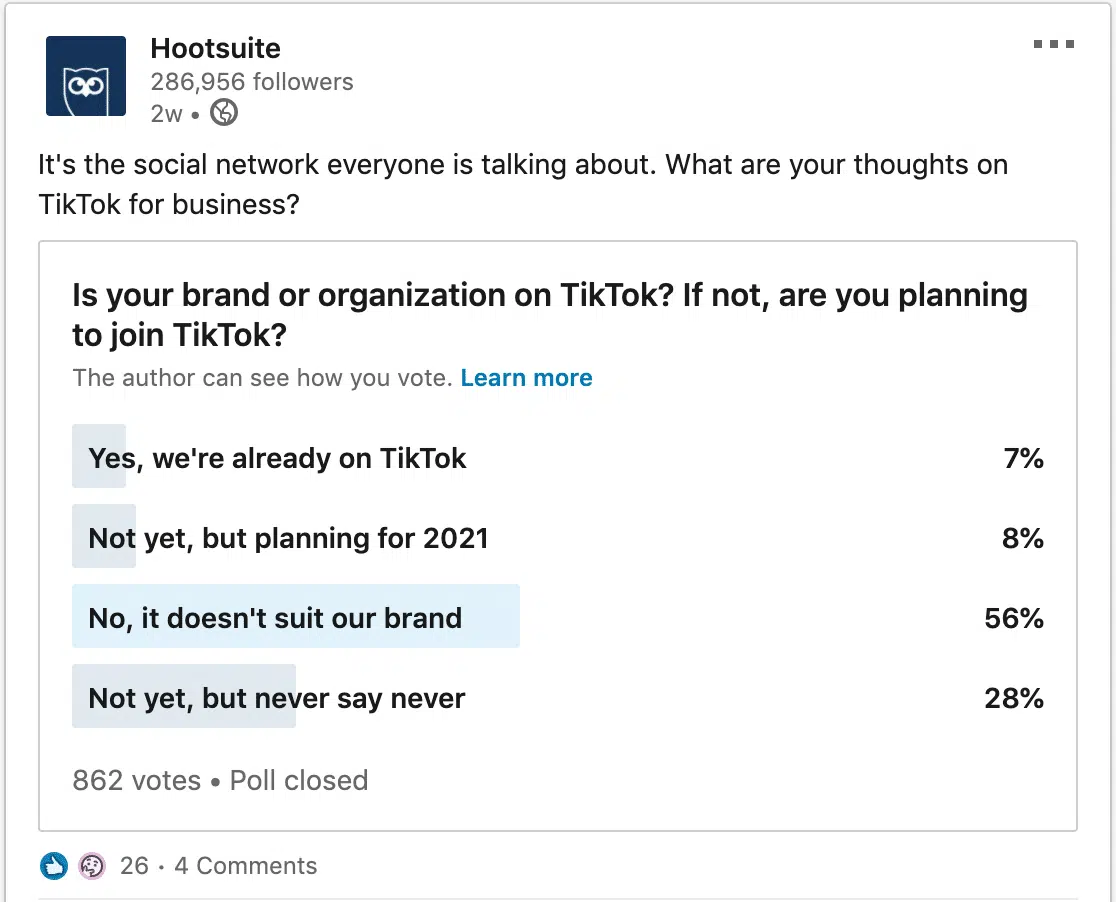 Hootsuite
286,956 followers
2w •
It's the social network everyone is talking about. What are your thoughts on
TikTok for business?
Is your brand or organization on TikTok? If not, are you planning
to join TikTok?
The author can see how you vote. Learn more
Yes, we're already on TikTok 7%
Not yet, but planning for 2021 8%
No, it doesn't suit our brand 56%
Not yet, but never say never 28%
862 votes • Poll closed
26 · 4 Comments